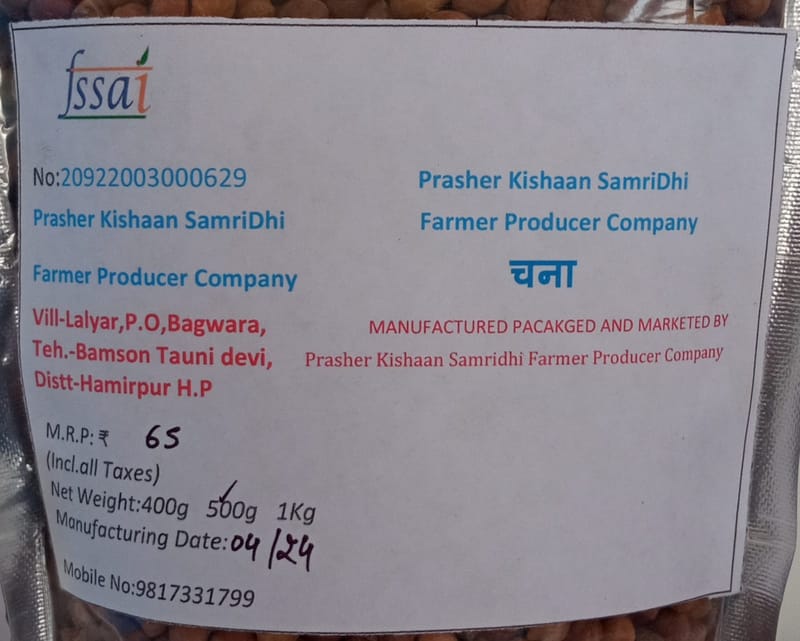 fssai
No:20922003000629
Prasher Kishaan SamriDhi
Farmer Producer Company
Vill-Lalyar,P.O,Bagwara,
Teh.-Bamson Tauni devi,
Distt-Hamirpur H.P
M.R.P: ₹ 65
(Incl.all Taxes)
Net Weight:400g 500g 1Kg
Manufacturing Date:04/24
Mobile No:9817331799
Prasher Kishaan SamriDhi
Farmer Producer Company
चना
MANUFACTURED PACAKGED AND MARKETED BY
Prasher Kishaan Samridhi Farmer Producer Company